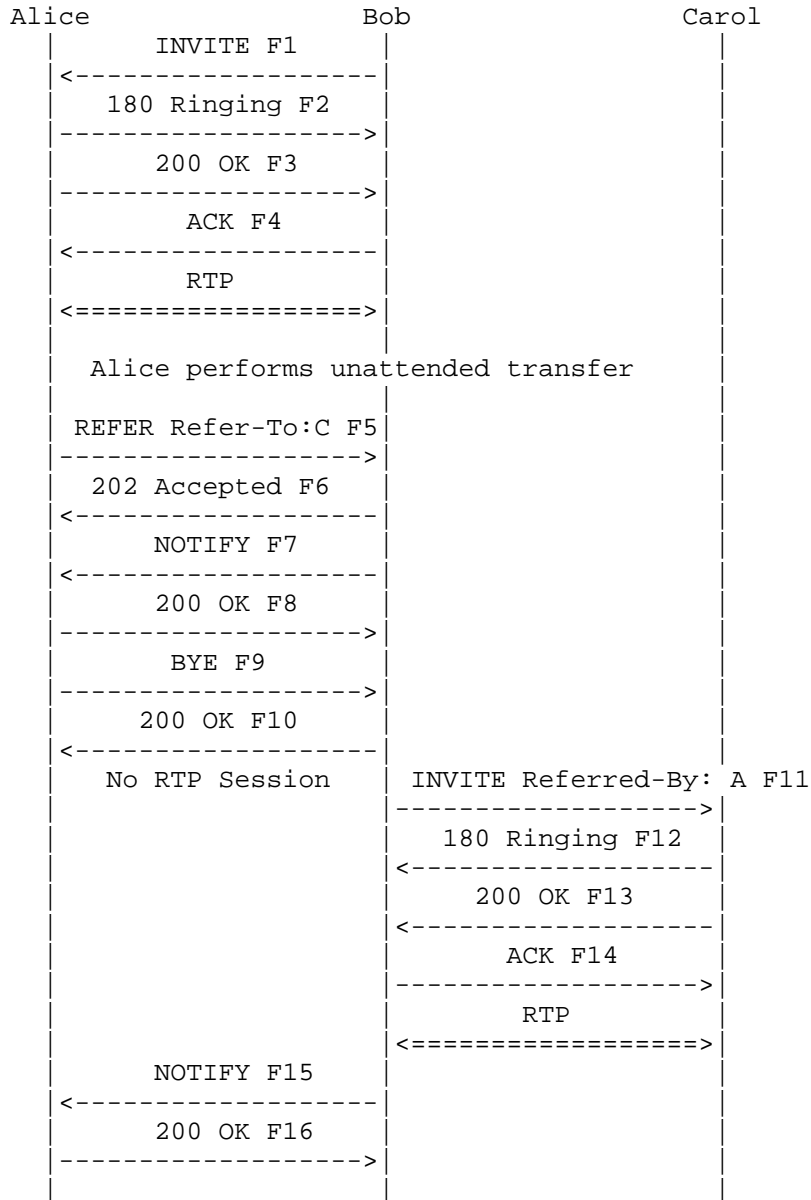 Alice Bob Carol
INVITE F1
180 Ringing F2
200 OK F3
ACK F4
RTP
Alice performs unattended transfer
REFER Refer-To:C F5
202 Accepted F6
NOTIFY F7
200 OK F8
BYE F9
200 OK F10
No RTP Session INVITE Referred-By: A F11
180 Ringing F12
200 OK F13
ACK F14
RTP
NOTIFY F15
200 OK F16